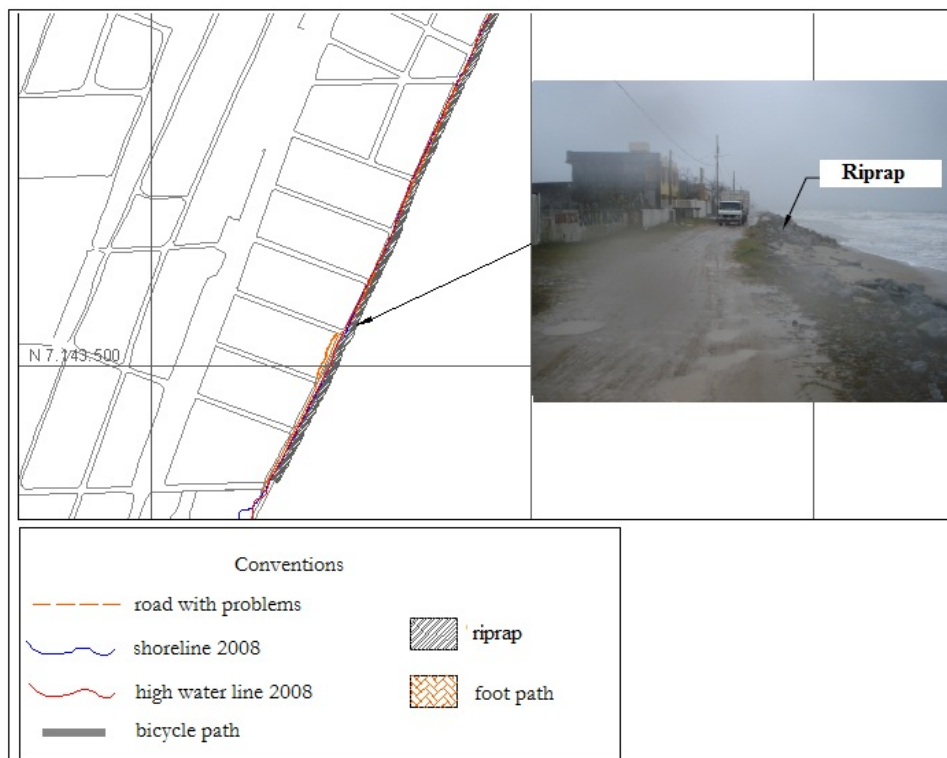 Riprap
N 7.143.500
Conventions
road with problems
shoreline 2008
high water line 2008
bicycle path
riprap
foot path